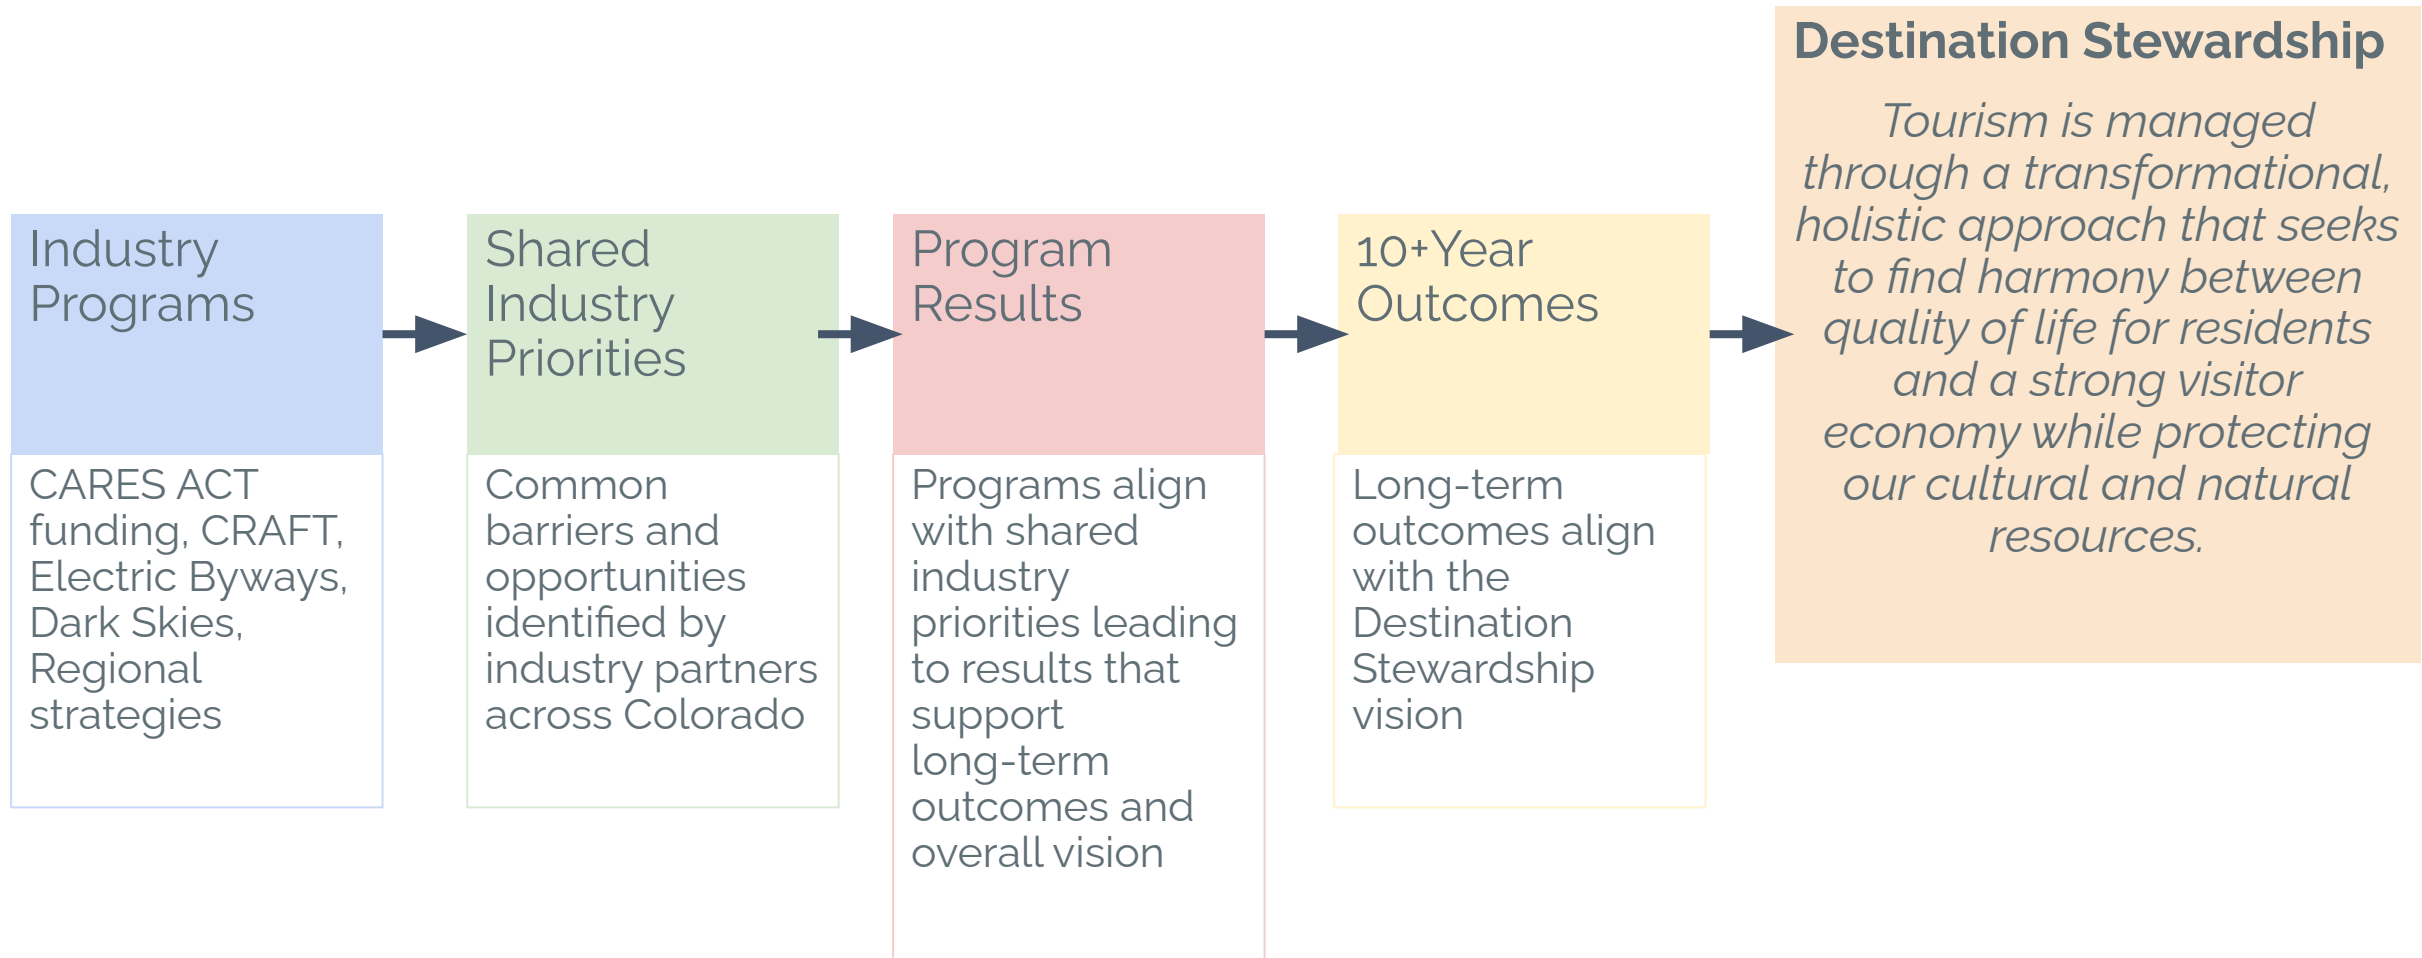 Industry
Programs
CARES ACT
funding, CRAFT,
Electric Byways,
Dark Skies,
Regional
strategies
Shared
Industry
Priorities
Common
barriers and
opportunities
identified by
industry partners
across Colorado
Program
Results
Programs align
with shared
industry
priorities leading
to results that
support
long-term
outcomes and
overall vision
10+Year
Outcomes
Long-term
outcomes align
with the
Destination
Stewardship
vision
Destination Stewardship
Tourism is managed
through a transformational,
holistic approach that seeks
to find harmony between
quality of life for residents
and a strong visitor
economy while protecting
our cultural and natural
resources.